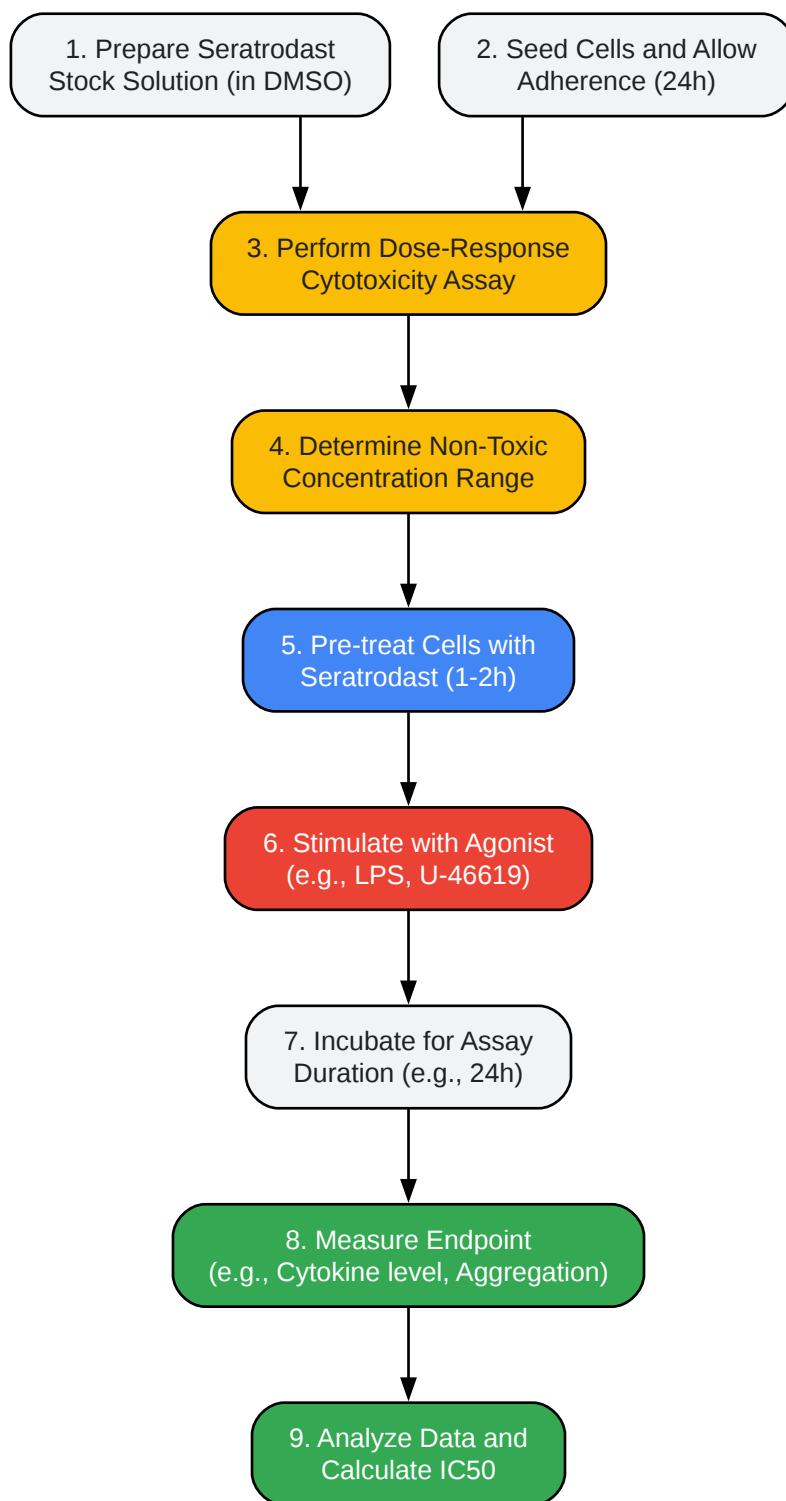 1. Prepare Seratrodast
Stock Solution (in DMSO)
2. Seed Cells and Allow
Adherence (24h)
3. Perform Dose-Response
Cytotoxicity Assay
4. Determine Non-Toxic
Concentration Range
5. Pre-treat Cells with
Seratrodast (1-2h)
6. Stimulate with Agonist
(e.g., LPS, U-46619)
7. Incubate for Assay
Duration (e.g., 24h)
8. Measure Endpoint
(e.g., Cytokine level, Aggregation)
9. Analyze Data and
Calculate IC50